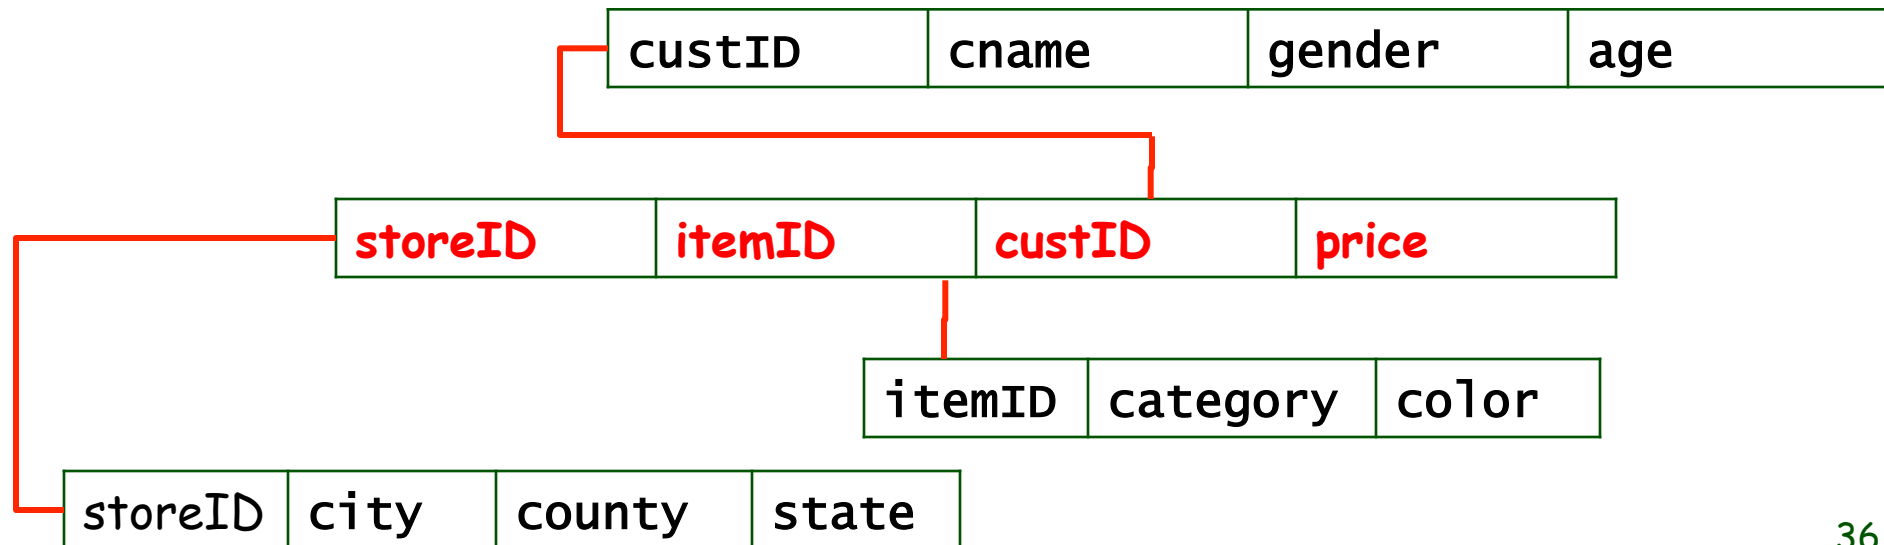 custID cname gender age
storeID itemID custID price
itemID category color
storeID city county state
36